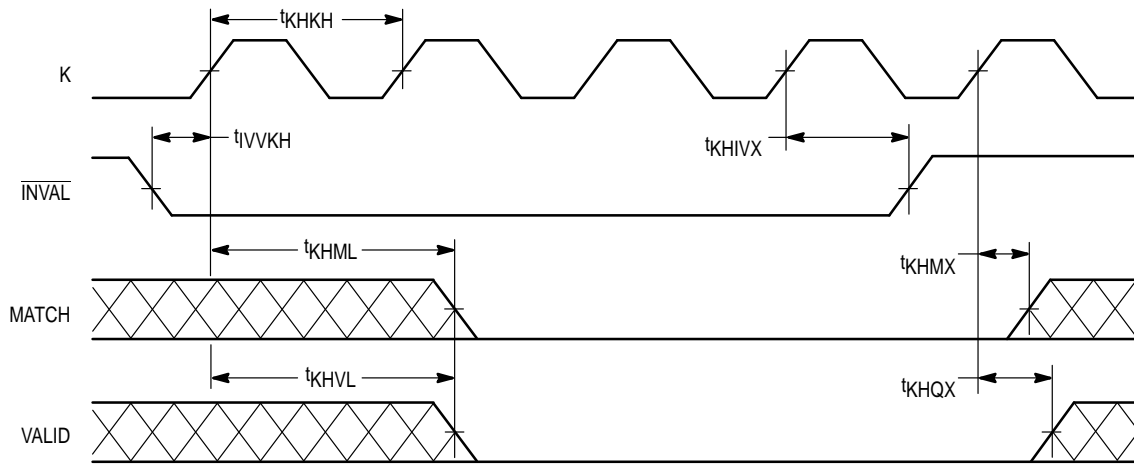 tKHKH
K
tIVVKH
tKHIVX
INVAL
tKHML
tKHMX
MATCH
tKHVL
tKHQX
VALID